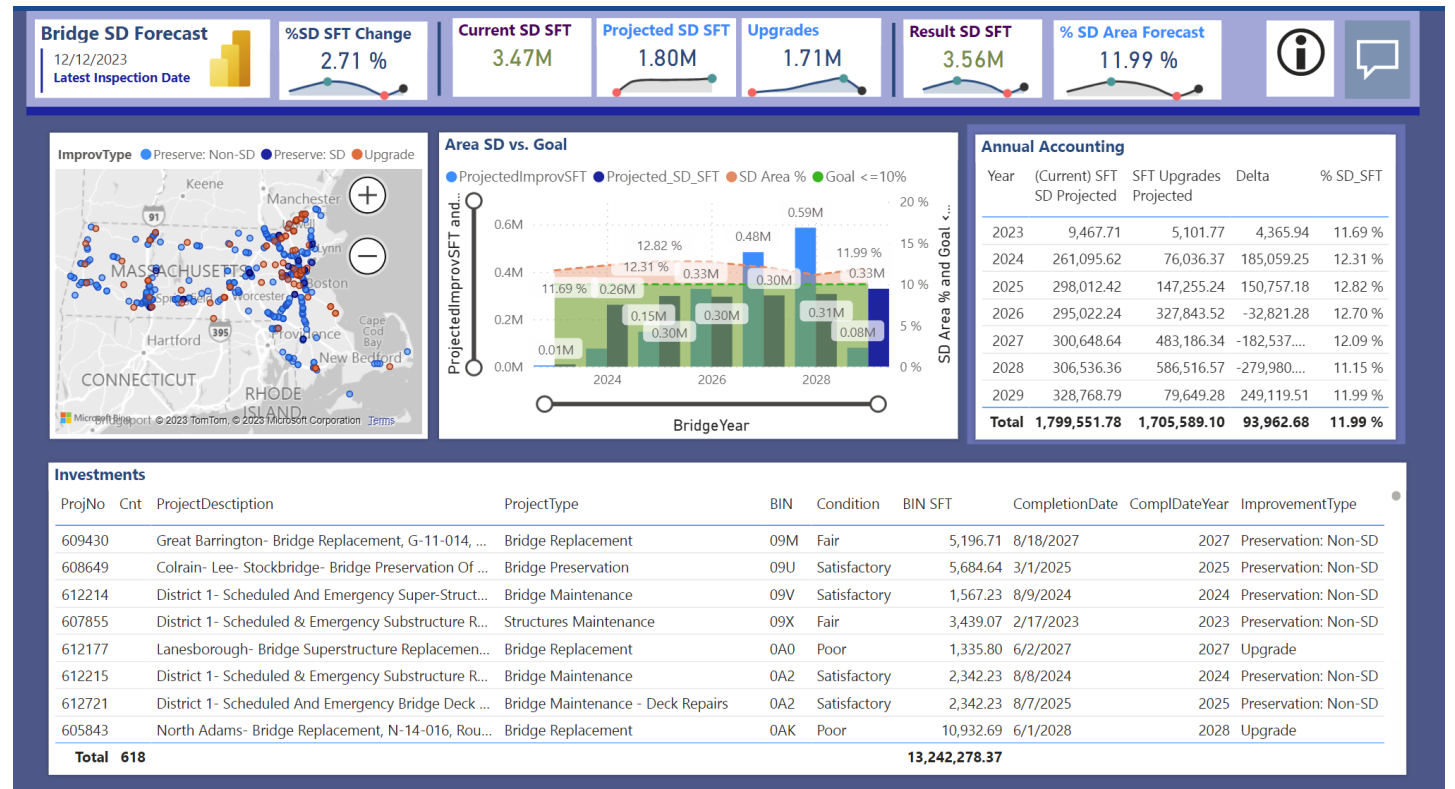 Bridge SD Forecast
12/12/2023
Latest Inspection Date
%SD SFT Change
2.71 %
Current SD SFT
3.47M
Projected SD SFT
1.80M
Upgrades
1.71M
Result SD SFT
3.56M
% SD Area Forecast
11.99 %
ImprovType Preserve: Non-SD Preserve: SD Upgrade
Keene
Manchester
91
Lowell
Lynn
MASSACHUSETTS
Boston
Springfield
Worcester
395
Hartford
Providence
Cape
Cod
Bay
New Bedford
CONNECTICUT
RHODE
ISLAND
Bridgeport
Microsoft Bing
© 2023 TomTom, © 2023 Microsoft Corporation Terms
Area SD vs. Goal
ProjectedImprovSFT Projected_SD_SFT SD Area % Goal <=10%
ProjectedImprovSFT and...
0.6M
0.4M
0.2M
0.0M
0.59M
0.48M
12.82 %
12.31 %
11.99 %
0.33M
0.33M
0.30M
11.69 %
0.26M
0.15M
0.30M
0.31M
0.30M
0.08M
0.01M
20 %
15 %
10 %
5 %
0 %
SD Area % and Goal <...
2024 2026 2028
BridgeYear
Annual Accounting
Year (Current) SFT SD Projected SFT Upgrades Projected Delta % SD_SFT
2023 9,467.71 5,101.77 4,365.94 11.69 %
2024 261,095.62 76,036.37 185,059.25 12.31 %
2025 298,012.42 147,255.24 150,757.18 12.82 %
2026 295,022.24 327,843.52 -32,821.28 12.70 %
2027 300,648.64 483,186.34 -182,537.... 12.09 %
2028 306,536.36 586,516.57 -279,980.... 11.15 %
2029 328,768.79 79,649.28 249,119.51 11.99 %
Total 1,799,551.78 1,705,589.10 93,962.68 11.99 %
Investments
ProjNo Cnt ProjectDesctiption ProjectType BIN Condition BIN SFT CompletionDate ComplDateYear ImprovementType
609430 Great Barrington- Bridge Replacement, G-11-014, ... Bridge Replacement 09M Fair 5,196.71 8/18/2027 2027 Preservation: Non-SD
608649 Colrain- Lee- Stockbridge- Bridge Preservation Of ... Bridge Preservation 09U Satisfactory 5,684.64 3/1/2025 2025 Preservation: Non-SD
612214 District 1- Scheduled And Emergency Super-Struct... Bridge Maintenance 09V Satisfactory 1,567.23 8/9/2024 2024 Preservation: Non-SD
607855 District 1- Scheduled & Emergency Substructure R... Structures Maintenance 09X Fair 3,439.07 2/17/2023 2023 Preservation: Non-SD
612177 Lanesborough- Bridge Superstructure Replacemen... Bridge Replacement 0A0 Poor 1,335.80 6/2/2027 2027 Upgrade
612215 District 1- Scheduled & Emergency Substructure R... Bridge Maintenance 0A2 Satisfactory 2,342.23 8/8/2024 2024 Preservation: Non-SD
612721 District 1- Scheduled And Emergency Bridge Deck ... Bridge Maintenance - Deck Repairs 0A2 Satisfactory 2,342.23 8/7/2025 2025 Preservation: Non-SD
605843 North Adams- Bridge Replacement, N-14-016, Rou... Bridge Replacement 0AK Poor 10,932.69 6/1/2028 2028 Upgrade
Total 618 13,242,278.37